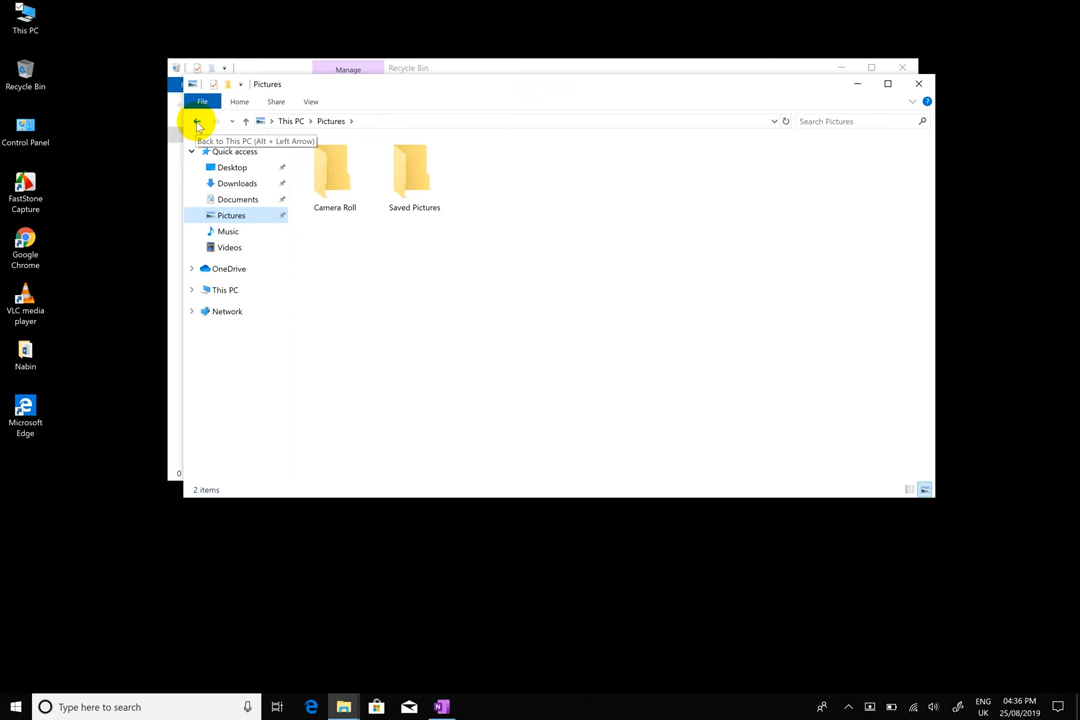 This PC
Recycle Bin
Control Panel
FastStone
Capture
Google
Chrome
VLC media
player
Nabin
Microsoft
Edge
Manage
Recycle Bin
Pictures
File
Home
Share
View
This PC
Pictures
Search Pictures
Back to This PC (Alt + Left Arrow)
Quick access
Desktop
Downloads
Documents
Pictures
Music
Videos
OneDrive
This PC
Network
Camera Roll
Saved Pictures
0
2 items
Type here to search
ENG
UK
04:36 PM
25/08/2019